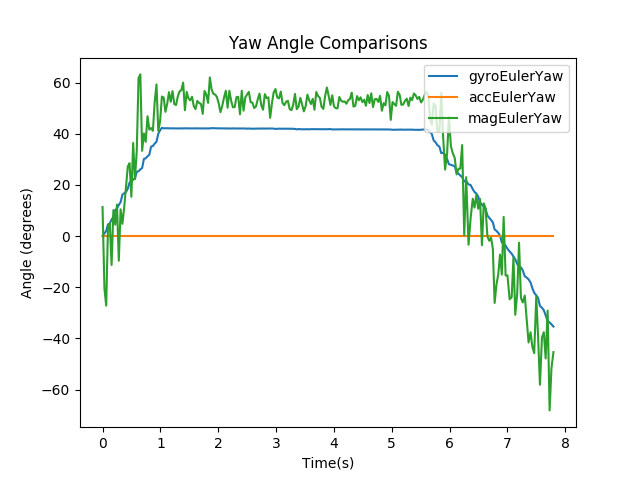 Yaw Angle Comparisons
gyroEulerYaw
accEulerYaw
magEulerYaw
Angle (degrees)
60
40
20
0
−20
−40
−60
0 1 2 3 4 5 6 7 8
Time(s)